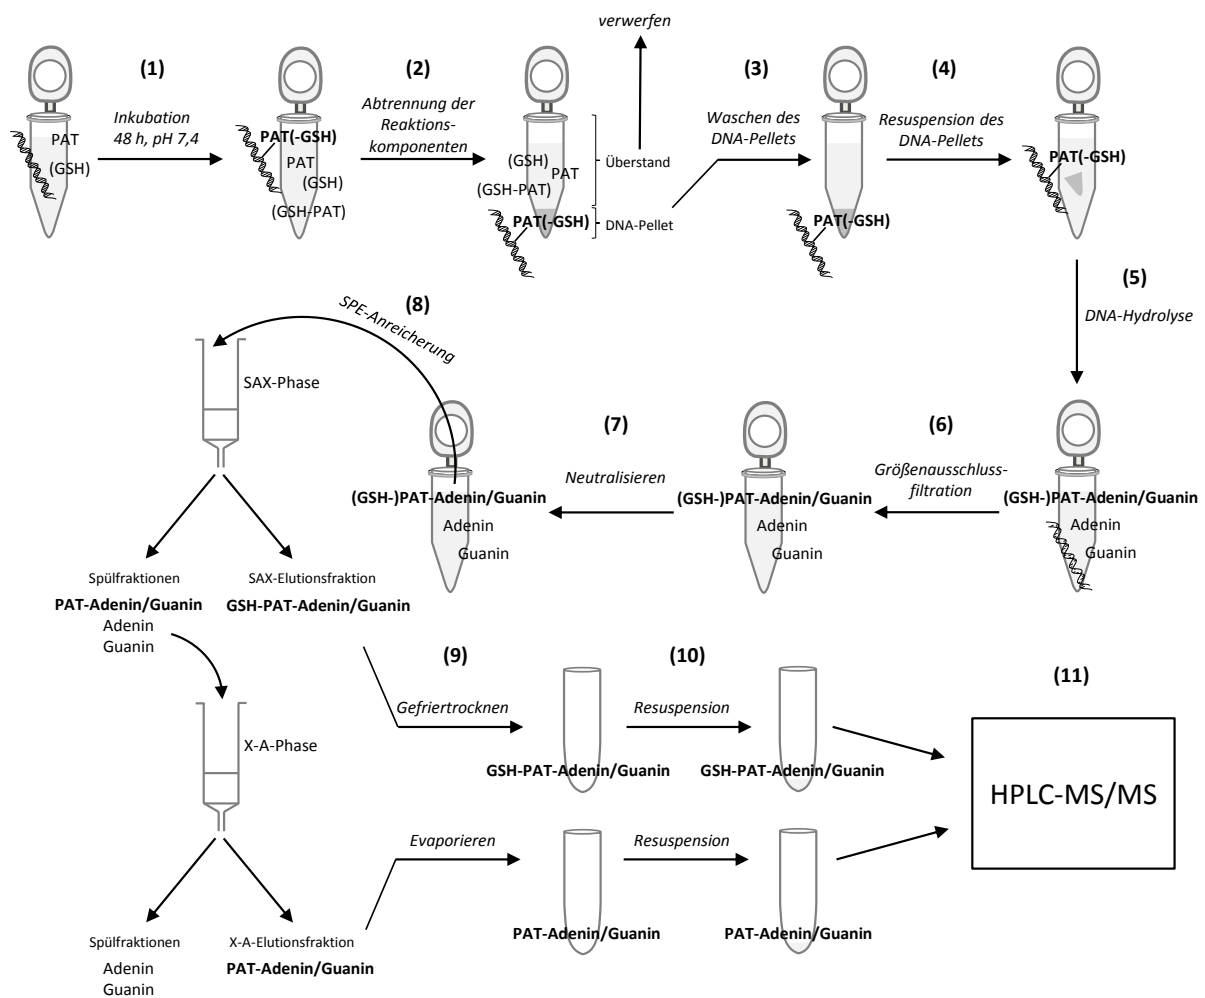 verwerfen
(1)
Inkubation
48 h, pH 7,4
PAT
(GSH)
(2)
Abtrennung der
Reaktions-
komponenten
PAT(-GSH)
PAT
(GSH)
(GSH-PAT)
(GSH)
PAT
(GSH-PAT)
PAT(-GSH)
Überstand
DNA-Pellet
(3)
Waschen des
DNA-Pellets
PAT(-GSH)
(4)
Resuspension des
DNA-Pellets
PAT(-GSH)
(5)
DNA-Hydrolyse
(GSH-)PAT-Adenin/Guanin
Adenin
Guanin
(6)
Größenausschluss-
filtration
(GSH-)PAT-Adenin/Guanin
Adenin
Guanin
(7)
Neutralisieren
(GSH-)PAT-Adenin/Guanin
Adenin
Guanin
(8)
SPE-Anreicherung
SAX-Phase
Spülfraktionen
PAT-Adenin/Guanin
Adenin
Guanin
SAX-Elutionsfraktion
GSH-PAT-Adenin/Guanin
X-A-Phase
Spülfraktionen
Adenin
Guanin
X-A-Elutionsfraktion
PAT-Adenin/Guanin
(9)
Gefriertrocknen
GSH-PAT-Adenin/Guanin
(10)
Resuspension
GSH-PAT-Adenin/Guanin
Evaporieren
PAT-Adenin/Guanin
Resuspension
PAT-Adenin/Guanin
(11)
HPLC-MS/MS